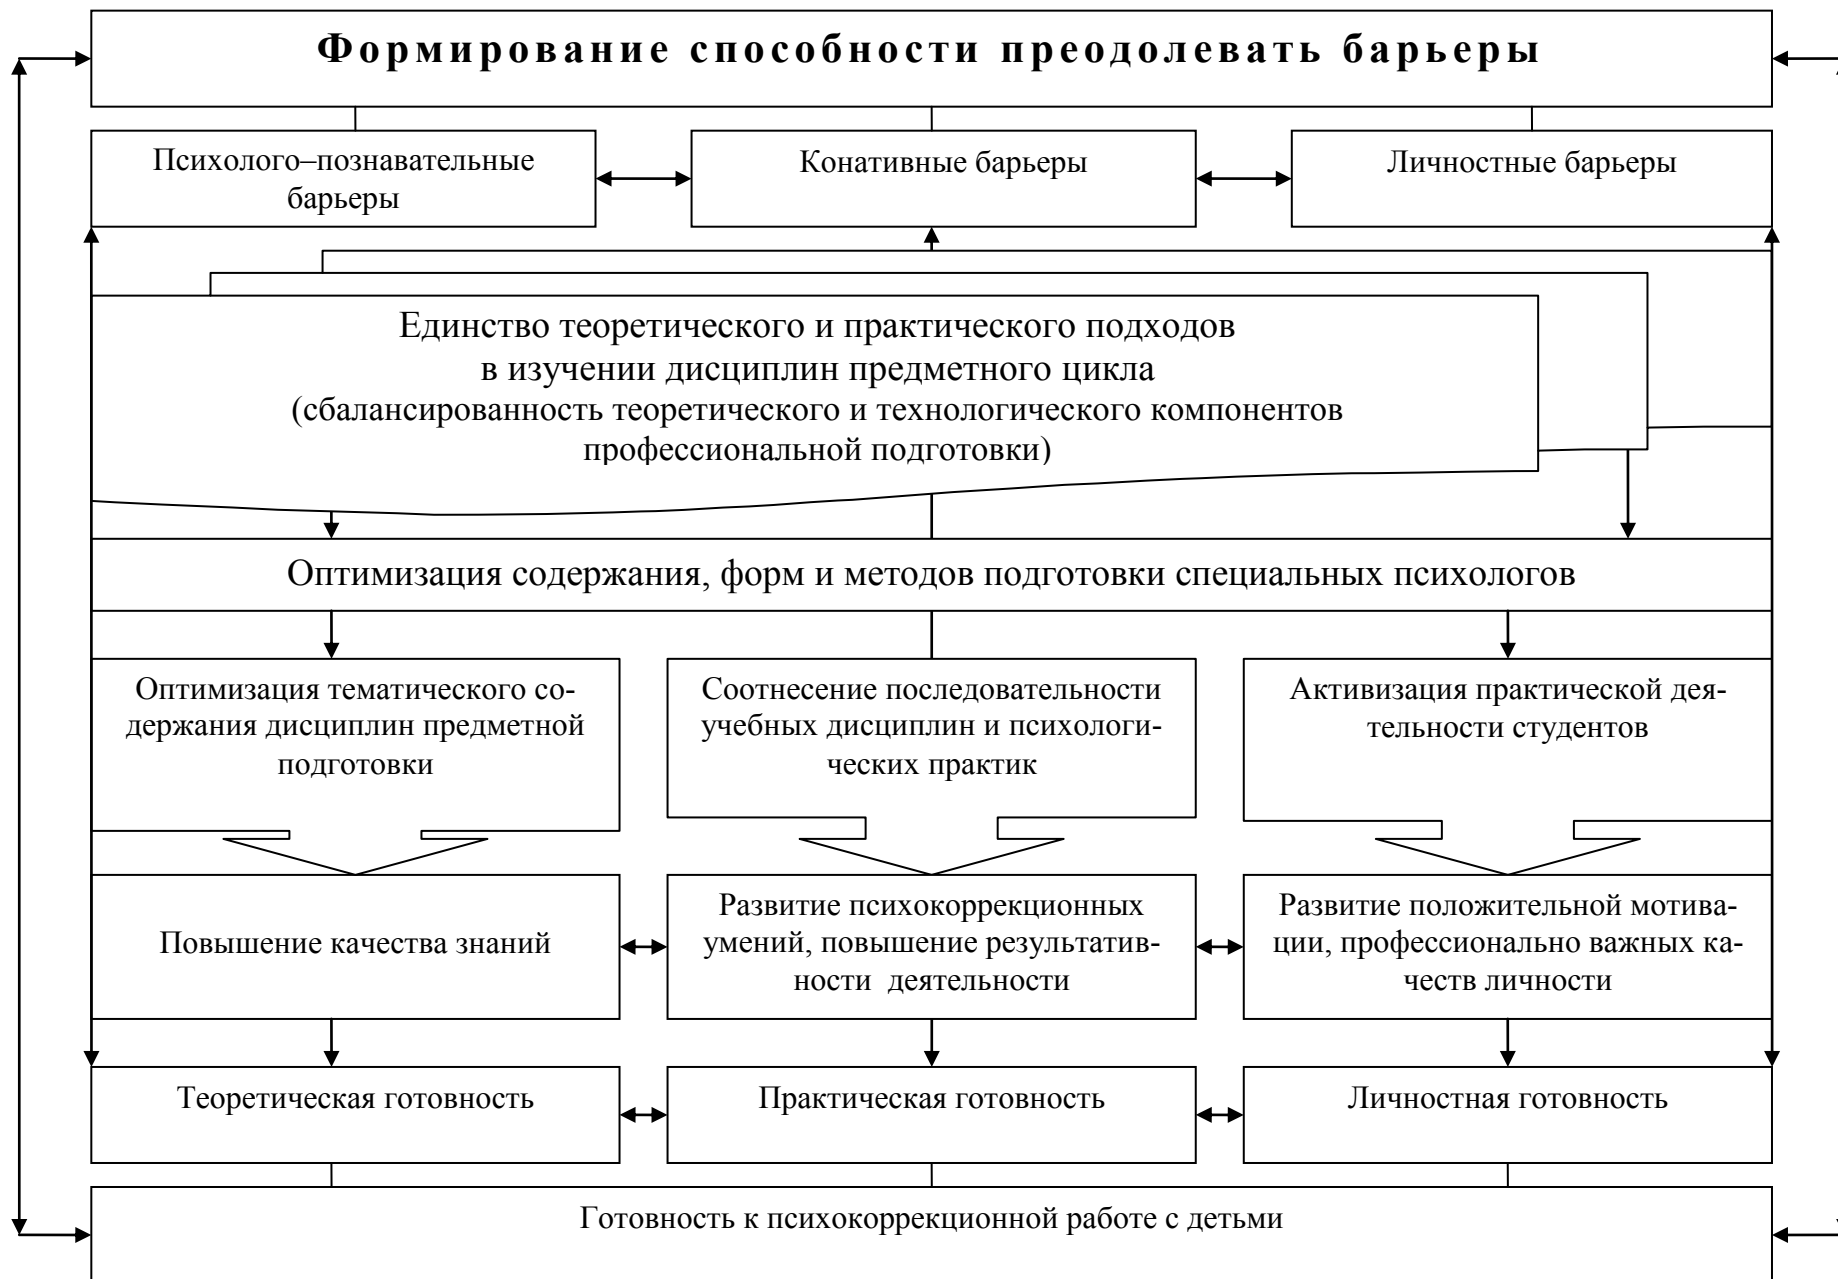 Формирование способности преодолевать барьеры
Психолого–познавательные
барьеры
Конативные барьеры
Личностные барьеры
Единство теоретического и практического подходов
в изучении дисциплин предметного цикла
(сбалансированность теоретического и технологического компонентов
профессиональной подготовки)
Оптимизация содержания, форм и методов подготовки специальных психологов
Оптимизация тематического со-
держания дисциплин предметной
подготовки
Соотнесение последовательности
учебных дисциплин и психологи-
ческих практик
Активизация практической дея-
тельности студентов
Повышение качества знаний
Развитие психокоррекционных
умений, повышение результатив-
ности деятельности
Развитие положительной мотива-
ции, профессионально важных ка-
честв личности
Теоретическая готовность
Практическая готовность
Личностная готовность
Готовность к психокоррекционной работе с детьми